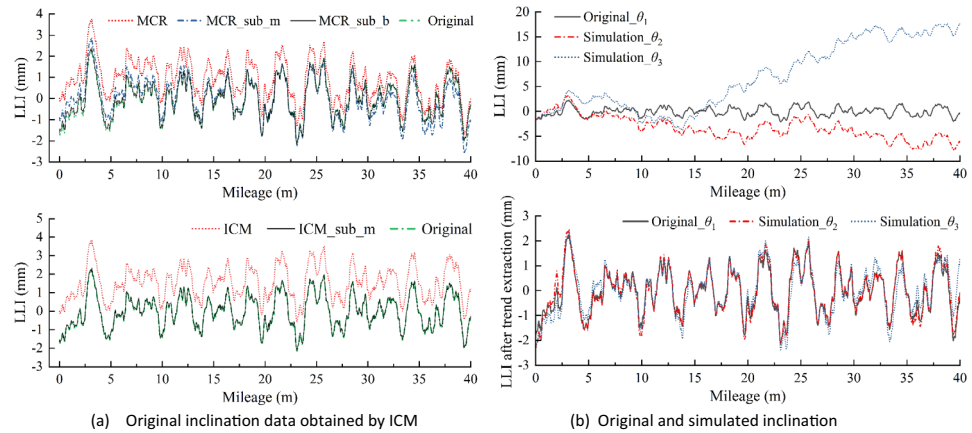 MCR MCR_sub_m MCR_sub_b Original
LLI (mm)
4
3
2
1
0
-1
-2
3
0 5 10 15 20 25 30 35 40
Mileage (m)
ICM ICM_sub_m Original
LLI (mm)
5
4
3
2
1
0
-1
2
-3
0 5 10 15 20 25 30 35 40
Mileage (m)
(a) Original inclination data obtained by ICM
Original_θ₁
Simulation_θ₂
Simulation_θ₃
LLI (mm)
20
15
10
5
0
-5
-10
0 5 10 15 20 25 30 35 40
Mileage (m)
Original_θ₁ Simulation_θ₂ Simulation_θ₃
LLI after trend extraction (mm)
3
2
1
0
-1
-2
-3
0 5 10 15 20 25 30 35 40
Mileage (m)
(b) Original and simulated inclination